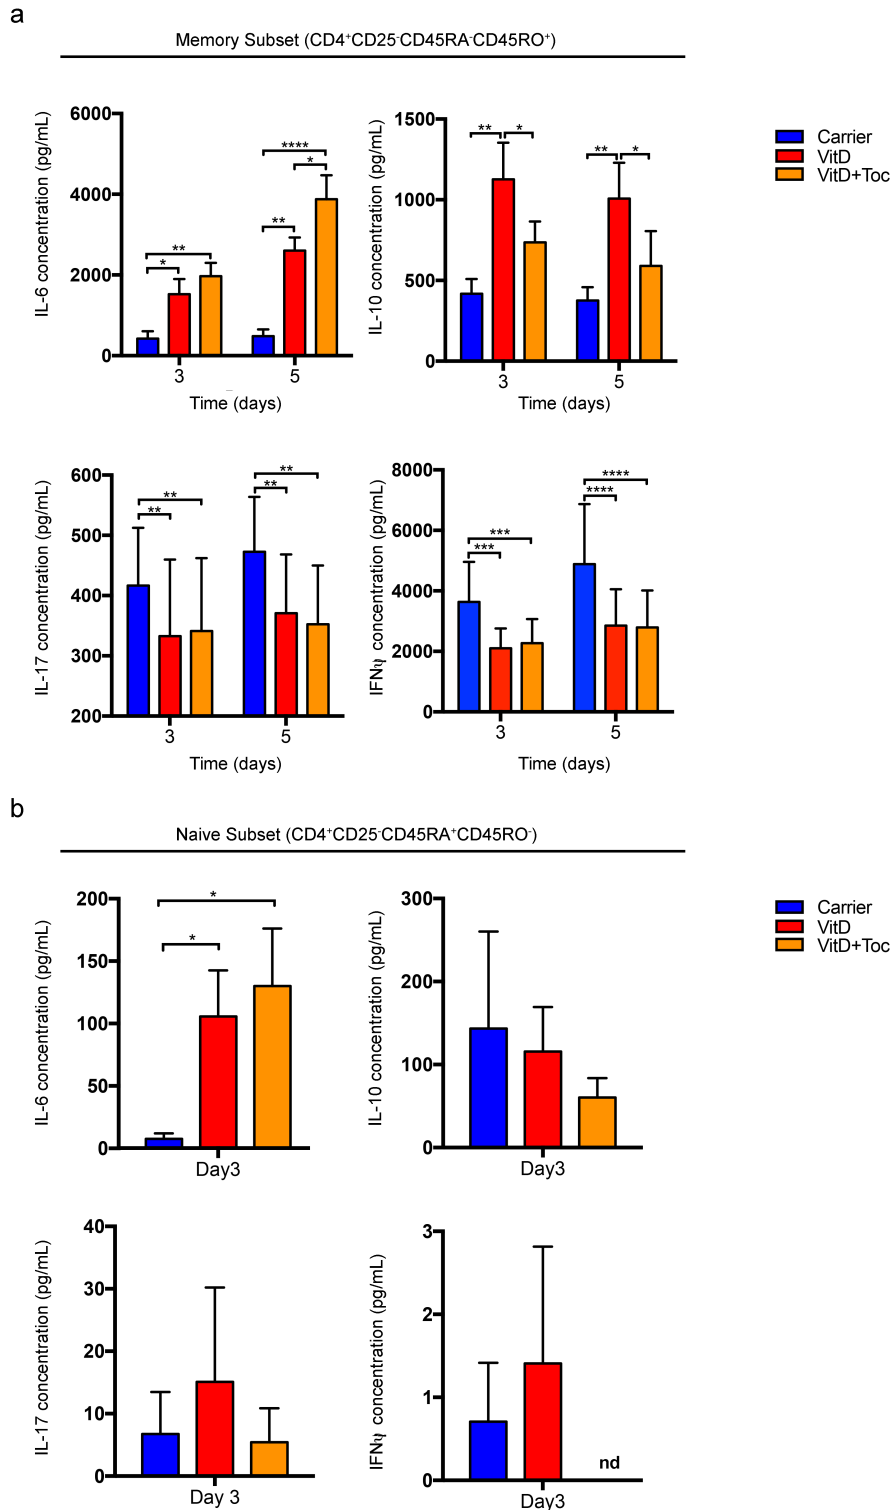 a
Memory Subset (CD4⁺CD25⁻CD45RA⁻CD45RO⁺)
IL-6 concentration (pg/mL)
6000
4000
2000
0
**** 
*
**
**
*
3
5
Time (days)
IL-10 concentration (pg/mL)
1500
1000
500
0
**
*
**
*
3
5
Time (days)
Carrier
VitD
VitD+Toc
IL-17 concentration (pg/mL)
600
500
400
300
200
**
**
**
**
3
5
Time (days)
IFNγ concentration (pg/mL)
8000
6000
4000
2000
0
****
****
***
***
3
5
Time (days)
b
Naive Subset (CD4⁺CD25⁻CD45RA⁺CD45RO⁻)
IL-6 concentration (pg/mL)
200
150
100
50
0
*
*
Day3
IL-10 concentration (pg/mL)
300
200
100
0
Day3
Carrier
VitD
VitD+Toc
IL-17 concentration (pg/mL)
40
30
20
10
0
Day 3
IFNγ concentration (pg/mL)
3
2
1
0
nd
Day3